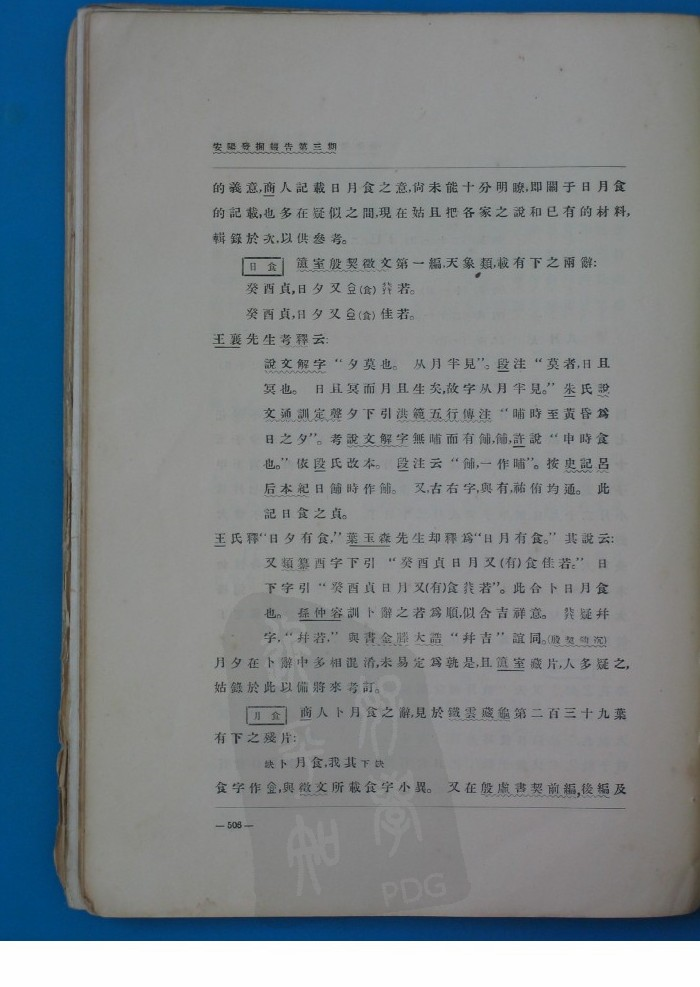 安陽發掘報告第三期
的義意,商人記載日月食之意,尚未能十分明瞭,即關于日月食
的記載,也多在疑似之間,現在姑且把各家之說和已有的材料,
輯錄於次,以供參考。
日食 簠室殷契徵文第一編,天象類,載有下之兩辭:
癸酉貞,日夕又(食)若。
癸酉貞,日夕又(食)隹若。
王襄先生考釋云:
說文解字“夕莫也。 从月半見”。段注“莫者,日且
冥也。 日且冥而月且生矣,故字从月半見。”朱氏說
文通訓定聲夕下引洪範五行傳注“晡時至黃昏爲
日之夕”。考說文解字無晡而有餔,餔,許說“申時食
也。”依段氏改本。 段注云“餔,一作晡”。按史記呂
后本紀日餔時作餔。 又,古右字,與有,祐侑均通。 此
記日食之貞。
王氏釋“日夕有食,”葉玉森先生却釋爲“日月有食。” 其說云:
又類纂酉字下引 “癸酉貞日月又(有)食隹若。” 日
下字引 “癸酉貞日月又(有)食若”。此合卜日月食
也。 孫仲容訓卜辭之若爲順,似含吉祥意。 疑幷
字,“幷若,”與書金縢大誥“幷吉”誼同。(殷契鉤沉)
月夕在卜辭中多相混淆,未易定爲孰是,且簠室藏片,人多疑之,
姑錄於此以備將來考訂。
月食 商人卜月食之辭,見於鐵雲藏龜第二百三十九葉
有下之殘片:
缺卜月食,我其下缺
食字作,與徵文所載食字小異。 又在殷虛書契前編,後編及
—506—
PDG